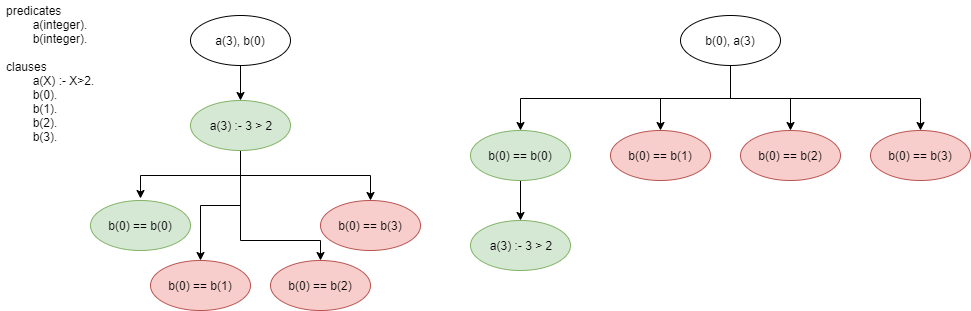 predicates
a(integer).
b(integer).
clauses
a(X) :- X>2.
b(0).
b(1).
b(2).
b(3).
a(3), b(0)
a(3) :- 3 > 2
b(0) == b(0)
b(0) == b(3)
b(0) == b(1)
b(0) == b(2)
b(0), a(3)
b(0) == b(0)
b(0) == b(1)
b(0) == b(2)
b(0) == b(3)
a(3) :- 3 > 2